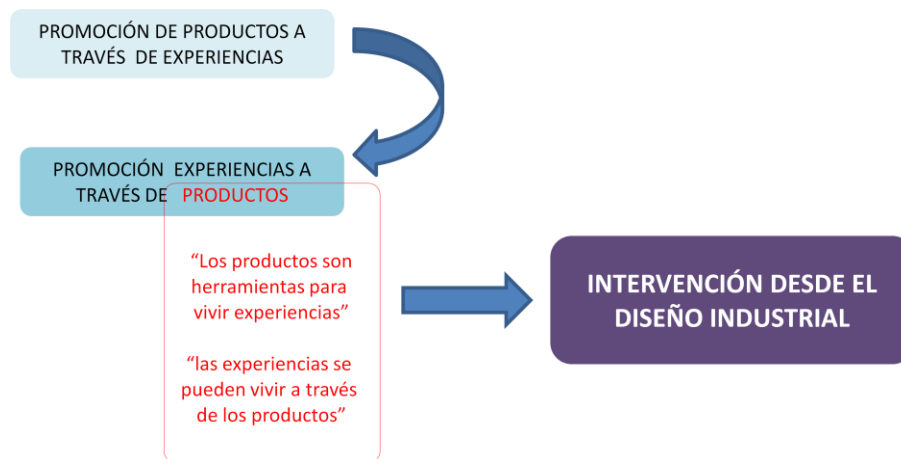 PROMOCIÓN DE PRODUCTOS A
TRAVÉS DE EXPERIENCIAS
PROMOCIÓN EXPERIENCIAS A
TRAVÉS DE PRODUCTOS
“Los productos son
herramientas para
vivir experiencias”
“las experiencias se
pueden vivir a través
de los productos”
INTERVENCIÓN DESDE EL
DISEÑO INDUSTRIAL